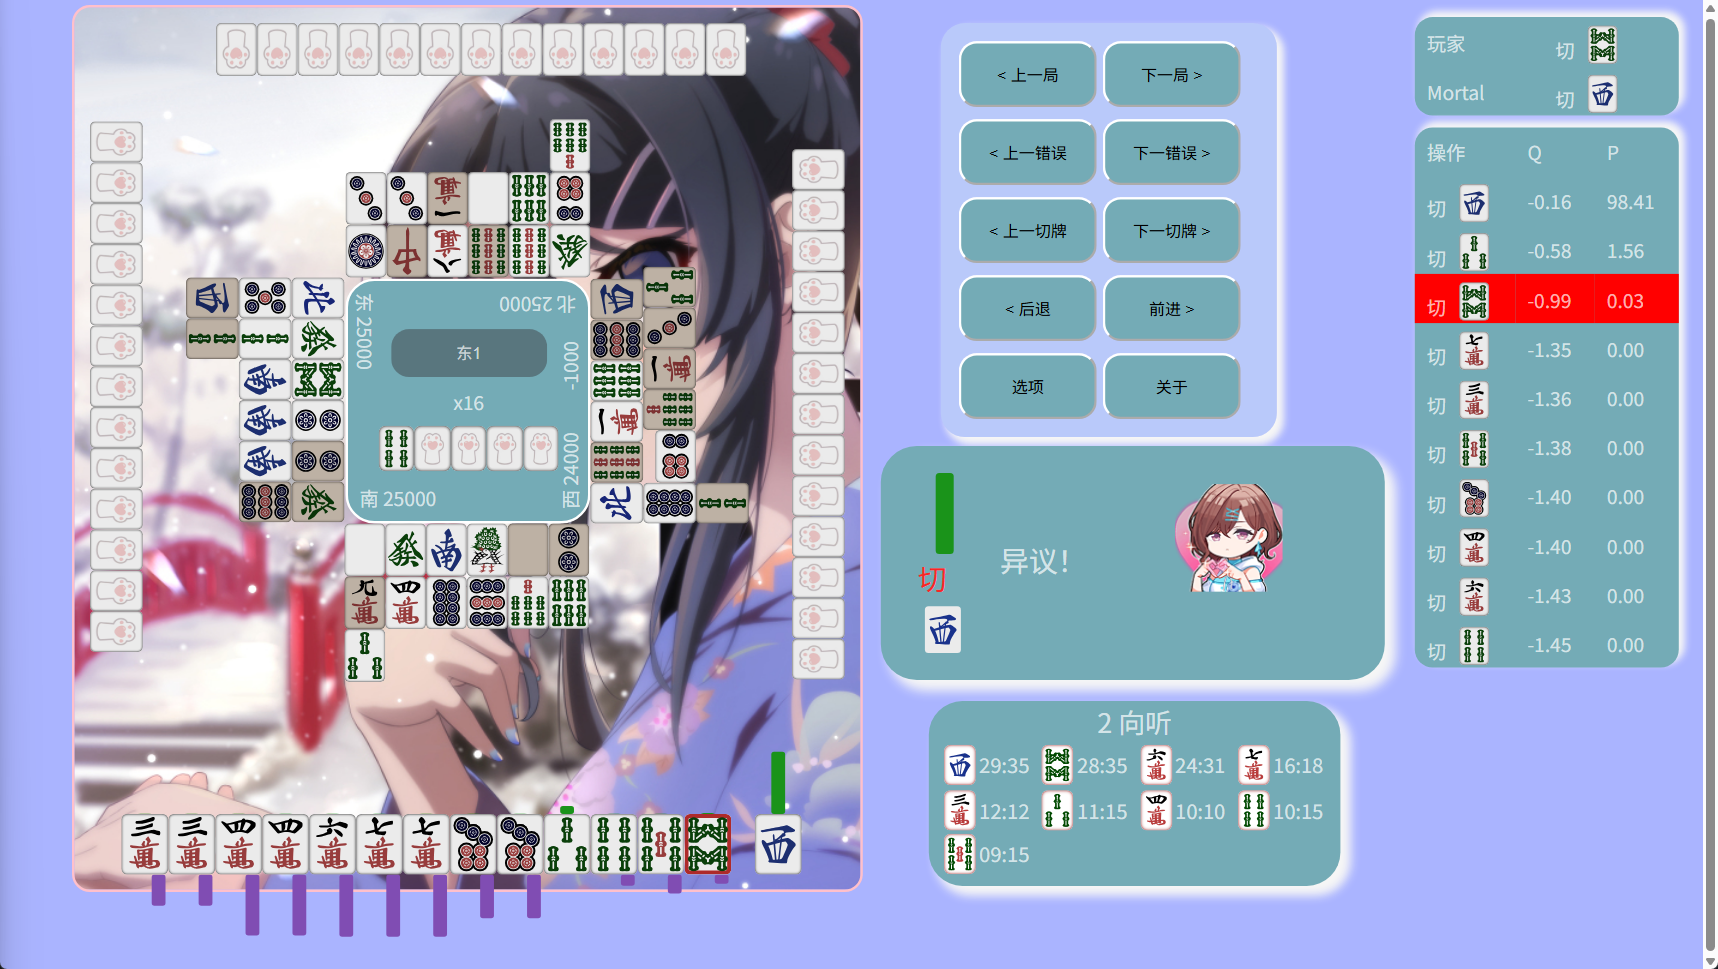 东 25000
北 25000
东1
-1000
x16
南 25000
西 24000
< 上一局
下一局 >
< 上一错误
下一错误 >
< 上一切牌
下一切牌 >
< 后退
前进 >
选项
关于
切
异议!
2 向听
29:35
28:35
24:31
16:18
12:12
11:15
10:10
10:15
09:15
玩家 切
Mortal 切
操作 Q P
切 -0.16 98.41
切 -0.58 1.56
切 -0.99 0.03
切 -1.35 0.00
切 -1.36 0.00
切 -1.38 0.00
切 -1.40 0.00
切 -1.40 0.00
切 -1.43 0.00
切 -1.45 0.00